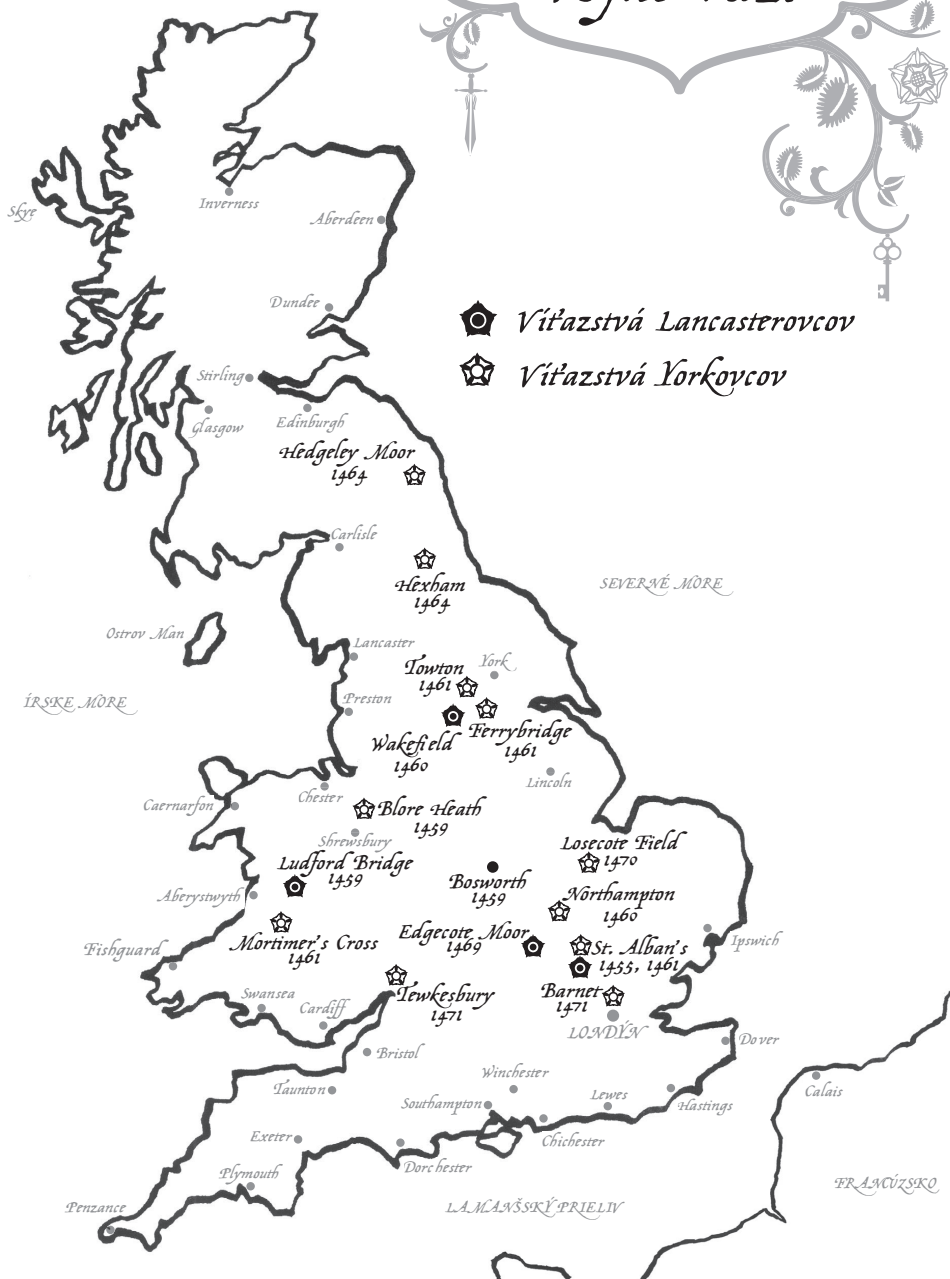 Skye
Inverness
Aberdeen
Dundee
Víťazstvá Lancasterovcov
Víťazstvá Yorkovcov
Stirling
Glasgow
Edinburgh
Hedgeley Moor
1464
Carlisle
Hexham
1464
SEVERNÉ MORE
Ostrov Man
Lancaster
Towton
1461
York
ÍRSKE MORE
Preston
Wakefield
1460
Ferrybridge
1461
Lincoln
Chester
Caernarfon
Blore Heath
1459
Shrewsbury
Ludford Bridge
1459
Losecote Field
1470
Bosworth
1459
Aberystwyth
Northampton
1460
Mortimer's Cross
1461
Edgecote Moor
1469
St. Alban's
1455, 1461
Ipswich
Fishguard
Swansea
Cardiff
Tewkesbury
1471
Barnet
1471
LONDÝN
Dover
Bristol
Winchester
Taunton
Southampton
Lewes
Hastings
Calais
Exeter
Chichester
Dorchester
Plymouth
Penzance
LAMANŠSKÝ PRIELIV
FRANCÚZSKO